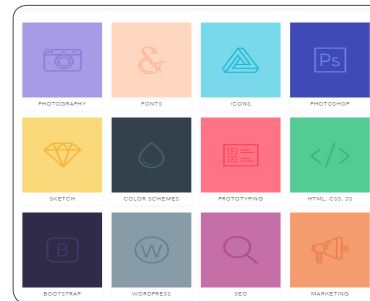 &
Ps
PHOTOGRAPHY FONTS ICONS PHOTOSHOP
</>
SKETCH COLOR SCHEMES PROTOTYPING HTML, CSS, JS
B W
BOOTSTRAP WORDPRESS SEO MARKETING